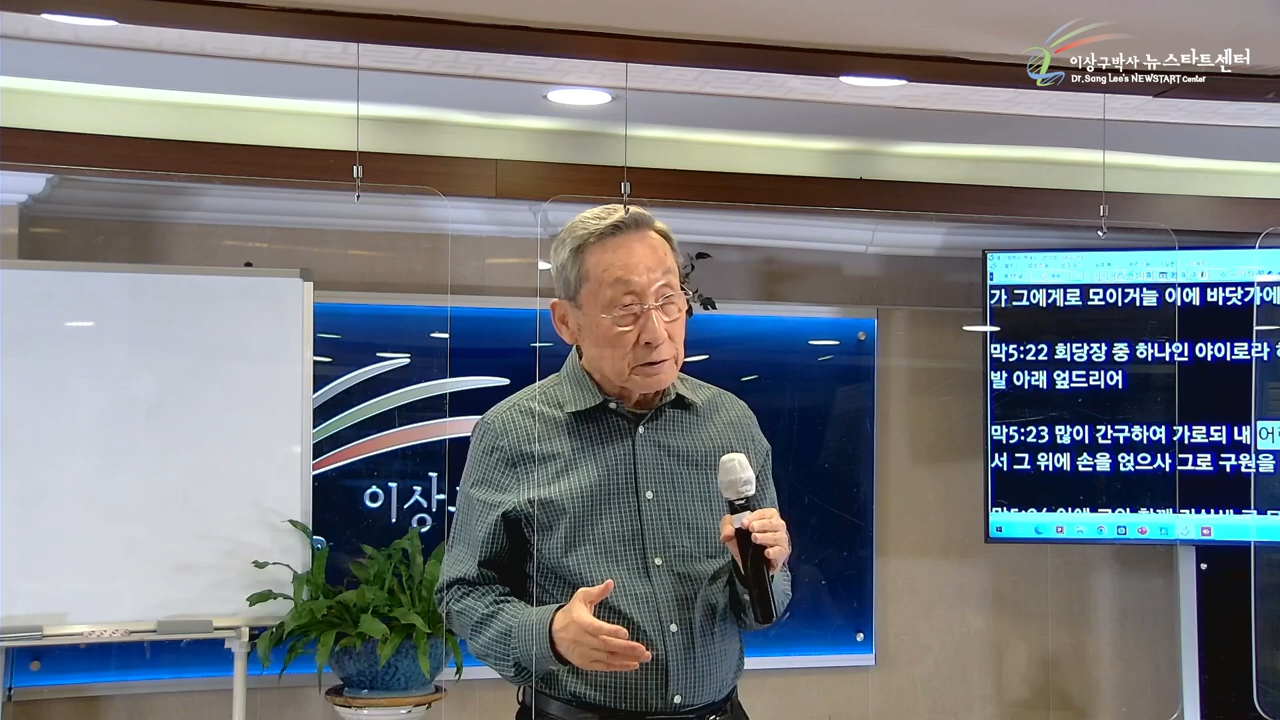 이상구박사 뉴스타트센터
Dr. Sang Lee's NEWSTART Center
가 그에게로 모이거늘 이에 바닷가에
막5:22 회당장 중 하나인 야이로라
발 아래 엎드리어
막5:23 많이 간구하여 가로되 내 어
서 그 위에 손을 얹으사 그로 구원을
이상